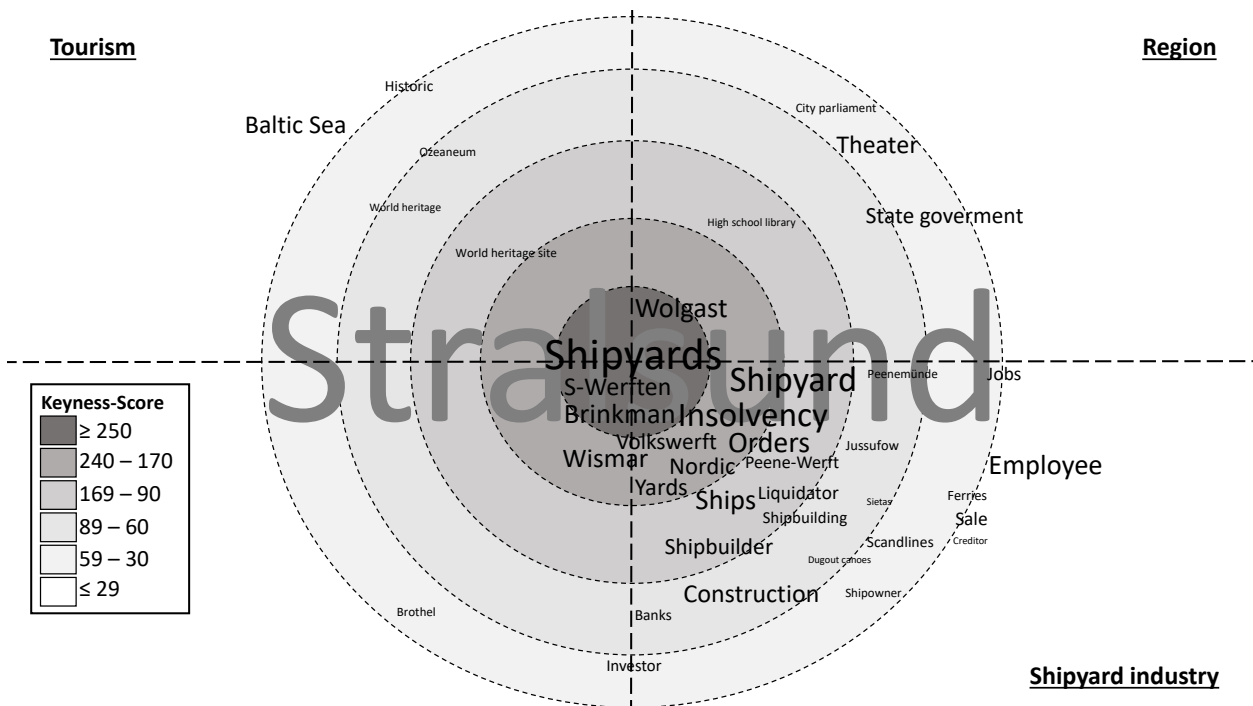 Tourism
Region
Historic
City parliament
Baltic Sea
Theater
Ozeaneum
World heritage
State goverment
High school library
World heritage site
Wolgast
Stralsund
Shipyards
Shipyard
Peenemünde
Jobs
S-Werften
Brinkman
Insolvency
Volkswerft
Orders
Jussufow
Wismar
Nordic
Peene-Werft
Employee
Yards
Ships
Liquidator
Sietas
Ferries
Shipbuilding
Sale
Shipbuilder
Scandlines
Creditor
Dugout canoes
Construction
Shipowner
Brothel
Banks
Investor
Shipyard industry
Keyness-Score
≥ 250
240 – 170
169 – 90
89 – 60
59 – 30
≤ 29